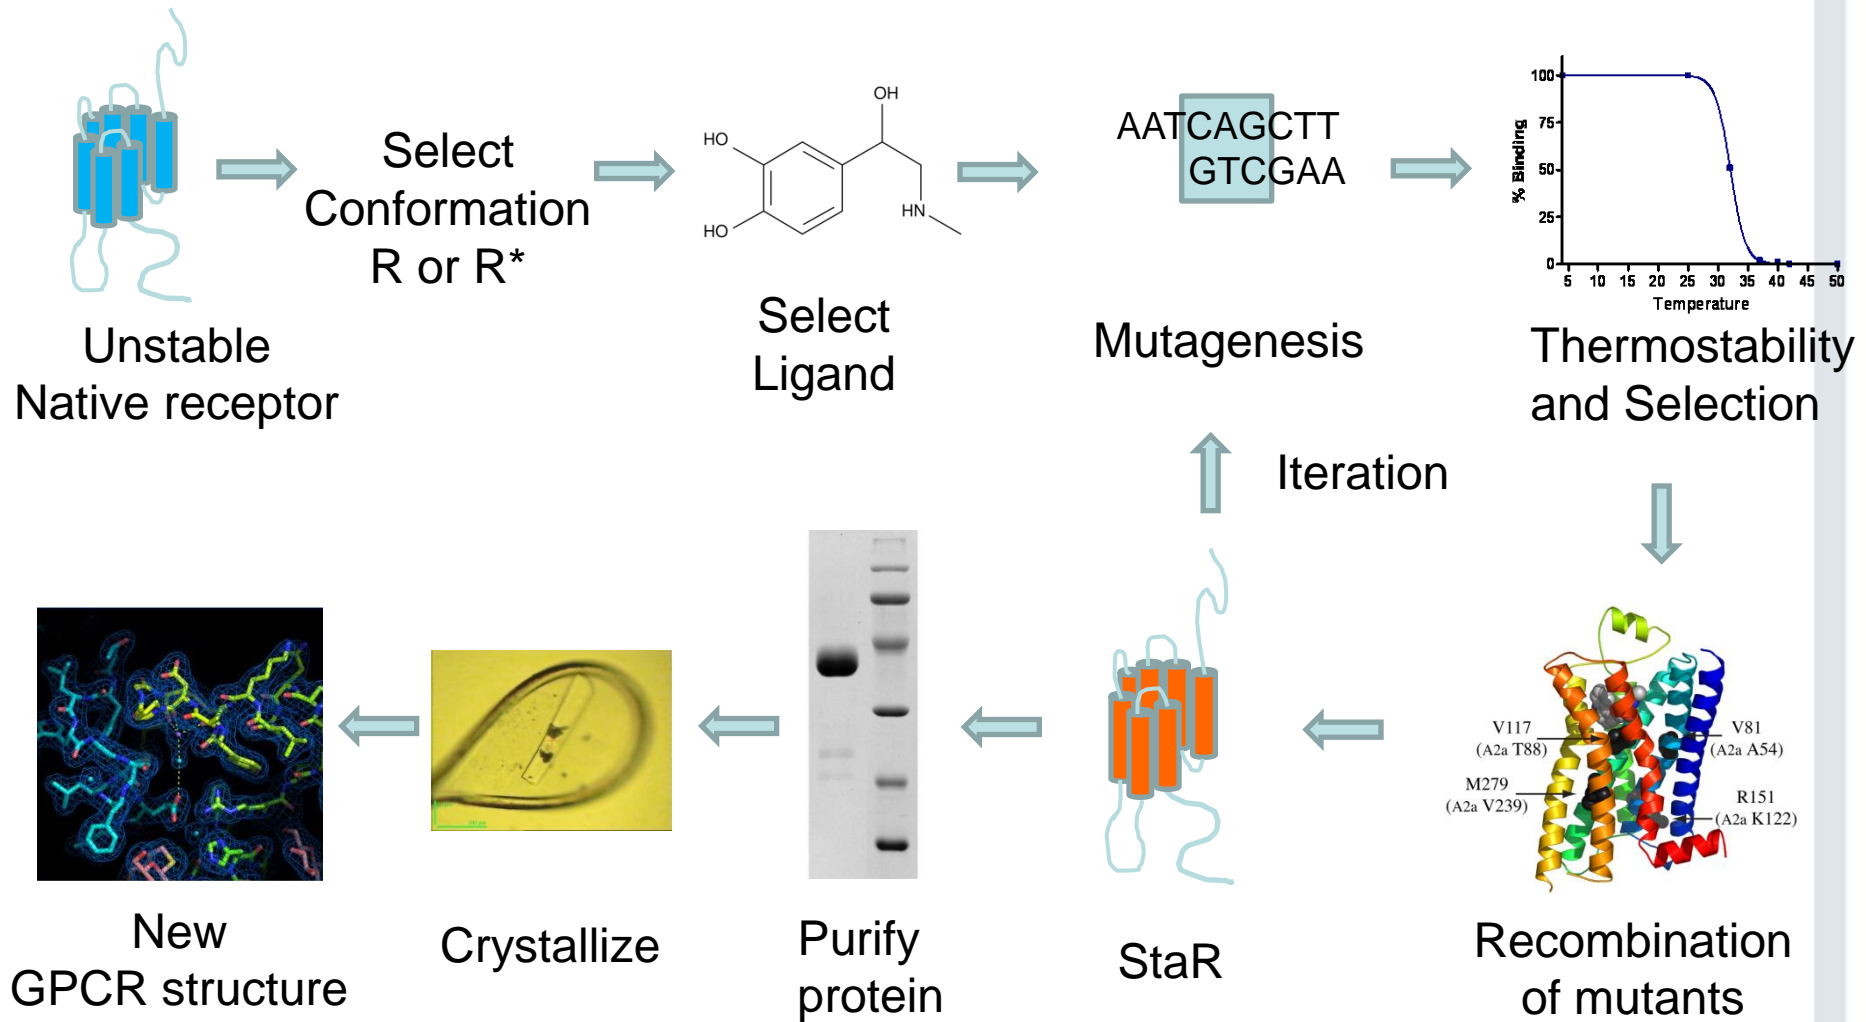 Unstable
Native receptor
Select
Conformation
R or R*
OH
HO
HO
HN
Select
Ligand
AATCAGCTT
GTCGAA
Mutagenesis
100
75
50
25
0
% Binding
5 10 15 20 25 30 35 40 45 50
Temperature
Thermostability
and Selection
Iteration
V117
(A2a T88)
M279
(A2a V239)
V81
(A2a A54)
R151
(A2a K122)
Recombination
of mutants
StaR
Purify
protein
Crystallize
New
GPCR structure